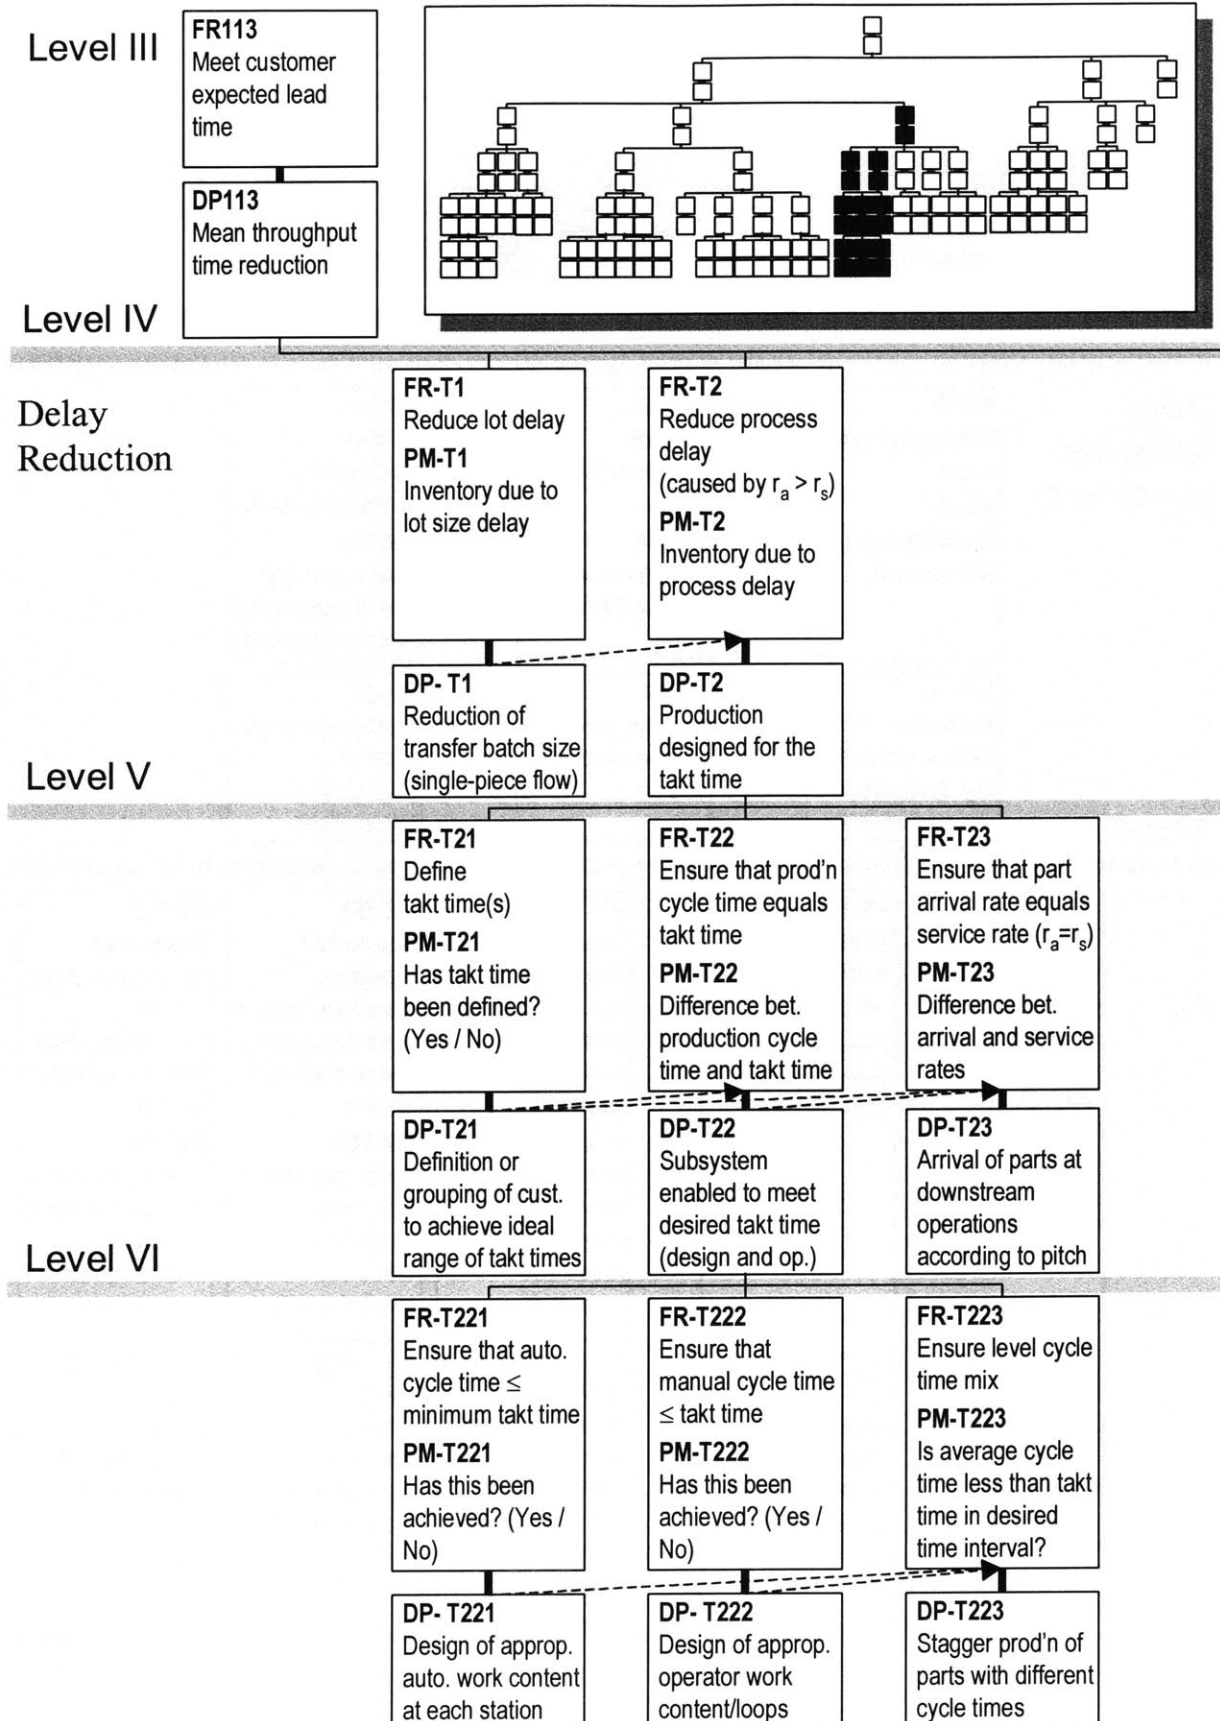 Level III
FR113
Meet customer
expected lead
time
DP113
Mean throughput
time reduction
Level IV
Delay
Reduction
FR-T1
Reduce lot delay
PM-T1
Inventory due to
lot size delay
FR-T2
Reduce process
delay
(caused by ra > rs)
PM-T2
Inventory due to
process delay
DP- T1
Reduction of
transfer batch size
(single-piece flow)
DP-T2
Production
designed for the
takt time
Level V
FR-T21
Define
takt time(s)
PM-T21
Has takt time
been defined?
(Yes / No)
FR-T22
Ensure that prod'n
cycle time equals
takt time
PM-T22
Difference bet.
production cycle
time and takt time
FR-T23
Ensure that part
arrival rate equals
service rate (ra=rs)
PM-T23
Difference bet.
arrival and service
rates
DP-T21
Definition or
grouping of cust.
to achieve ideal
range of takt times
DP-T22
Subsystem
enabled to meet
desired takt time
(design and op.)
DP-T23
Arrival of parts at
downstream
operations
according to pitch
Level VI
FR-T221
Ensure that auto.
cycle time ≤
minimum takt time
PM-T221
Has this been
achieved? (Yes /
No)
FR-T222
Ensure that
manual cycle time
≤ takt time
PM-T222
Has this been
achieved? (Yes /
No)
FR-T223
Ensure level cycle
time mix
PM-T223
Is average cycle
time less than takt
time in desired
time interval?
DP- T221
Design of approp.
auto. work content
at each station
DP- T222
Design of approp.
operator work
content/loops
DP-T223
Stagger prod'n of
parts with different
cycle times